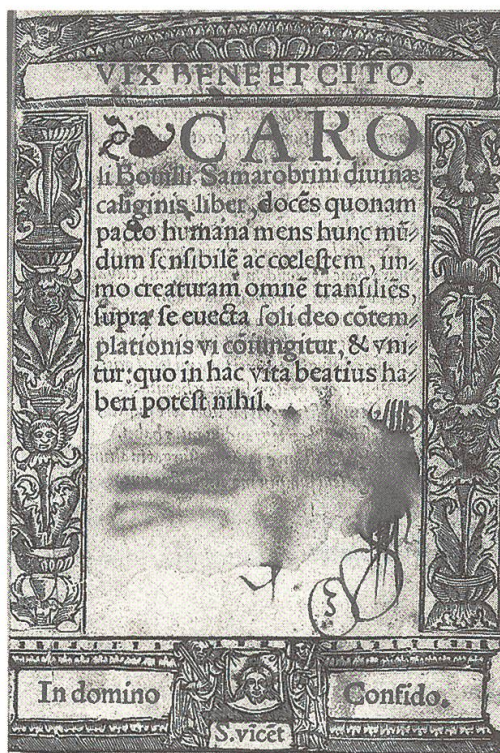 VIX BENE ET CITO.
CARO
li Bouilli Samarobrini diuinæ
caliginis liber, docẽs quonam
pacto humana mens hunc mũ⸗
dum sensibilẽ ac cœlestem, im⸗
mo creaturam omnẽ transiliẽs,
supra se euecta soli deo cõtem⸗
plationis vi cõiungitur, & vni⸗
tur: quo in hac vita beatius ha⸗
beri potest nihil.
In domino
Confido.
S. vicẽt